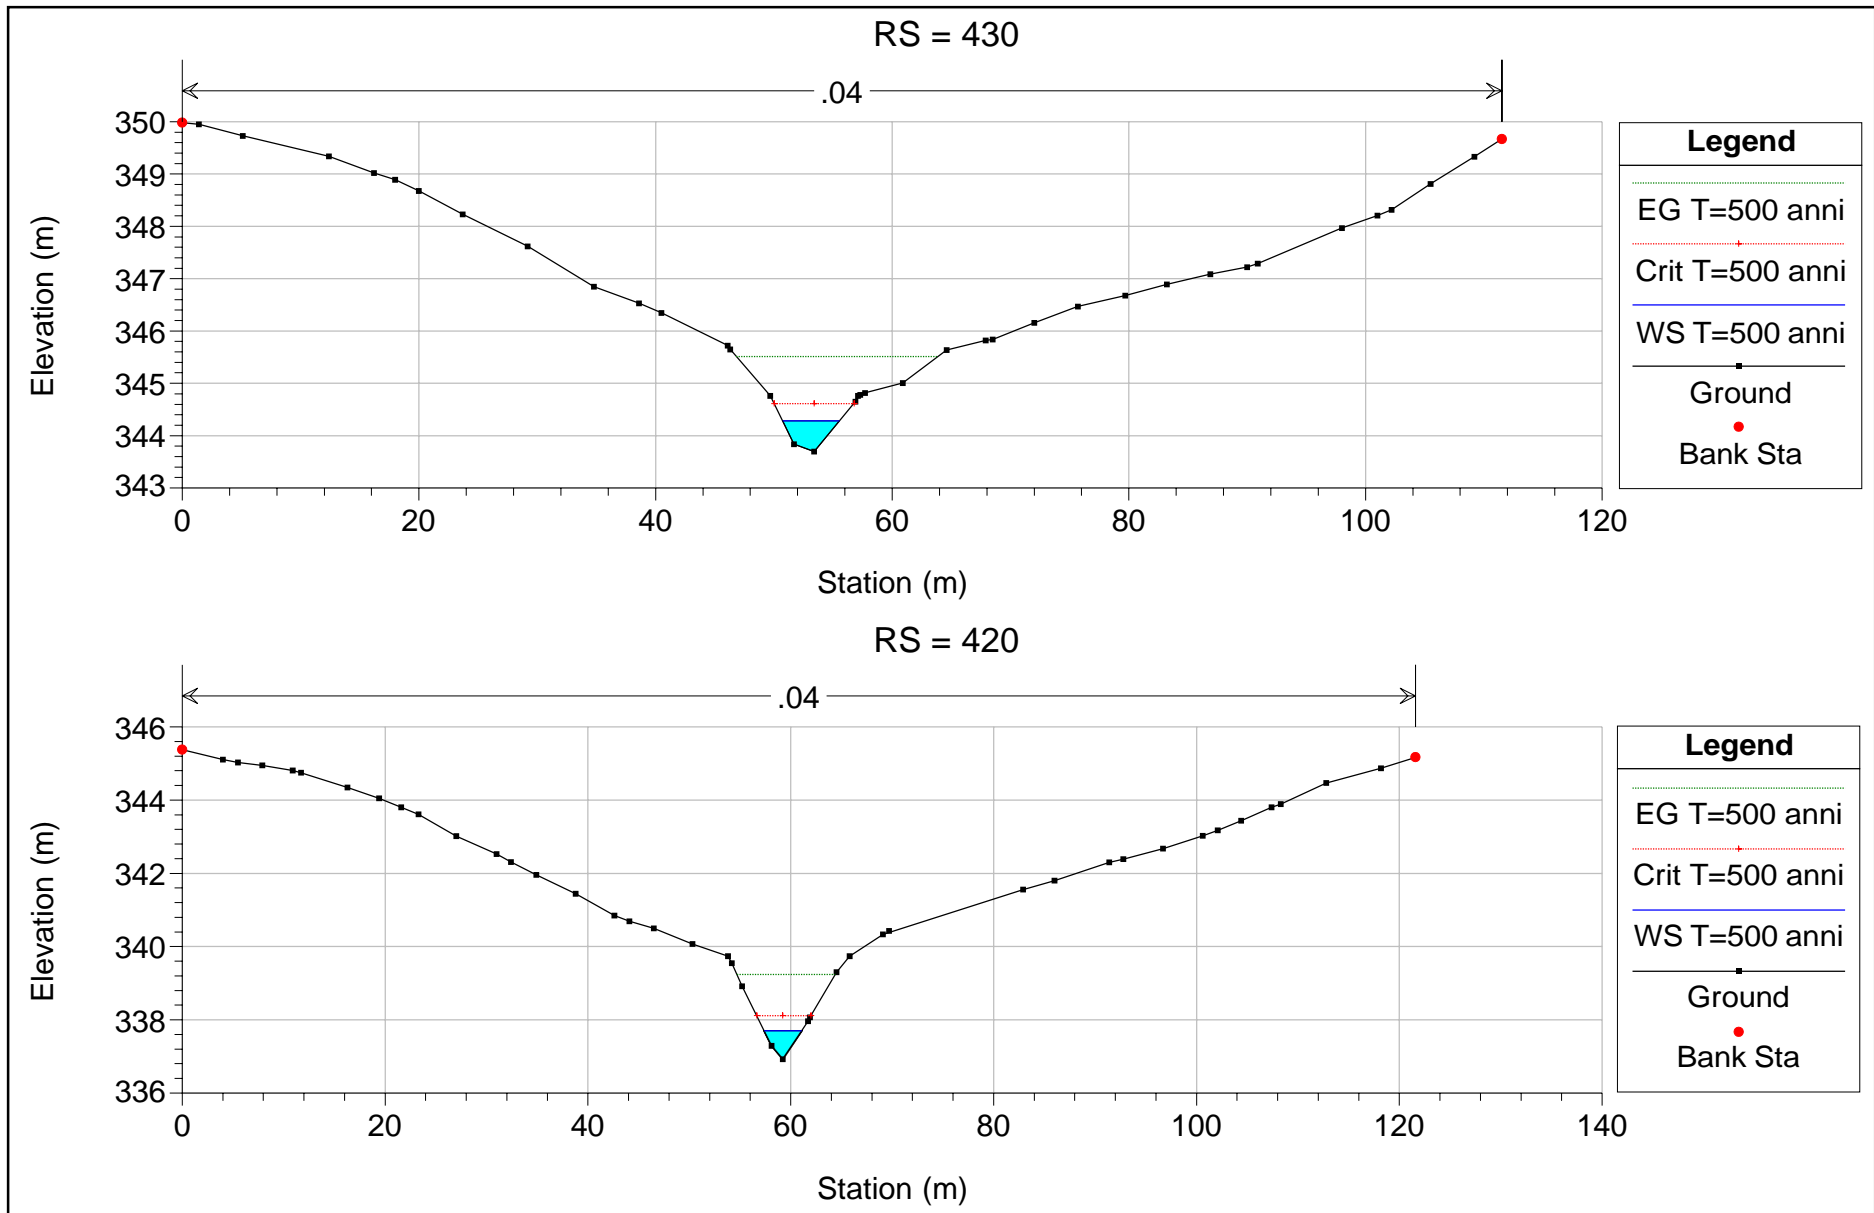 RS = 430
.04
350
349
348
347
346
345
344
343
0 20 40 60 80 100 120
Elevation (m)
Station (m)
Legend
EG T=500 anni
Crit T=500 anni
WS T=500 anni
Ground
Bank Sta
RS = 420
.04
346
344
342
340
338
336
0 20 40 60 80 100 120 140
Elevation (m)
Station (m)
Legend
EG T=500 anni
Crit T=500 anni
WS T=500 anni
Ground
Bank Sta